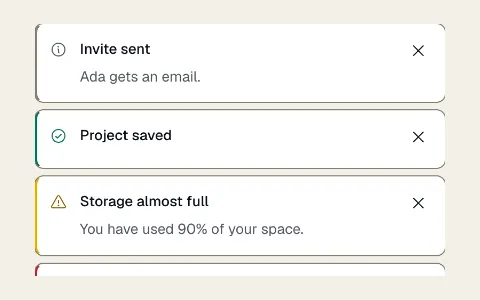 Invite sent
Ada gets an email.
Project saved
Storage almost full
You have used 90% of your space.